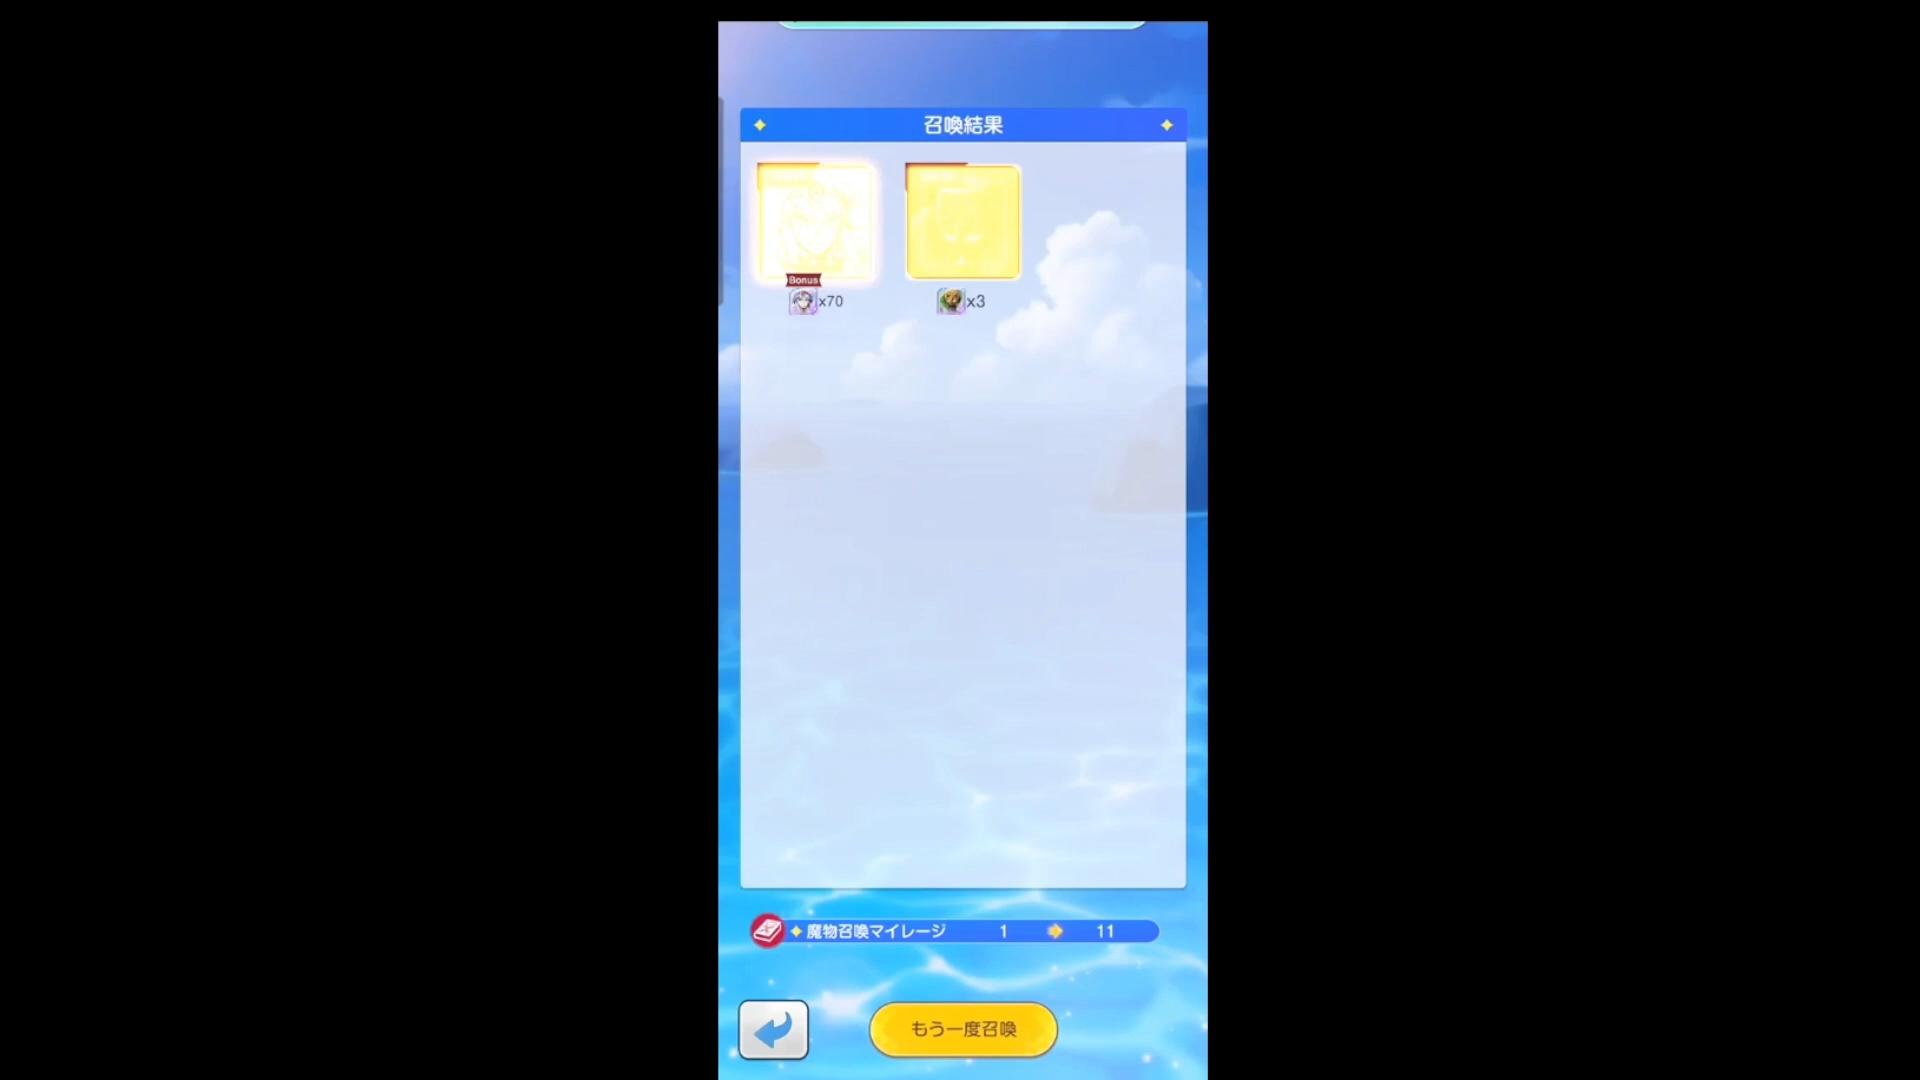 召喚結果
Bonus
x70
x3
魔物召喚マイレージ 1 11
もう一度召喚